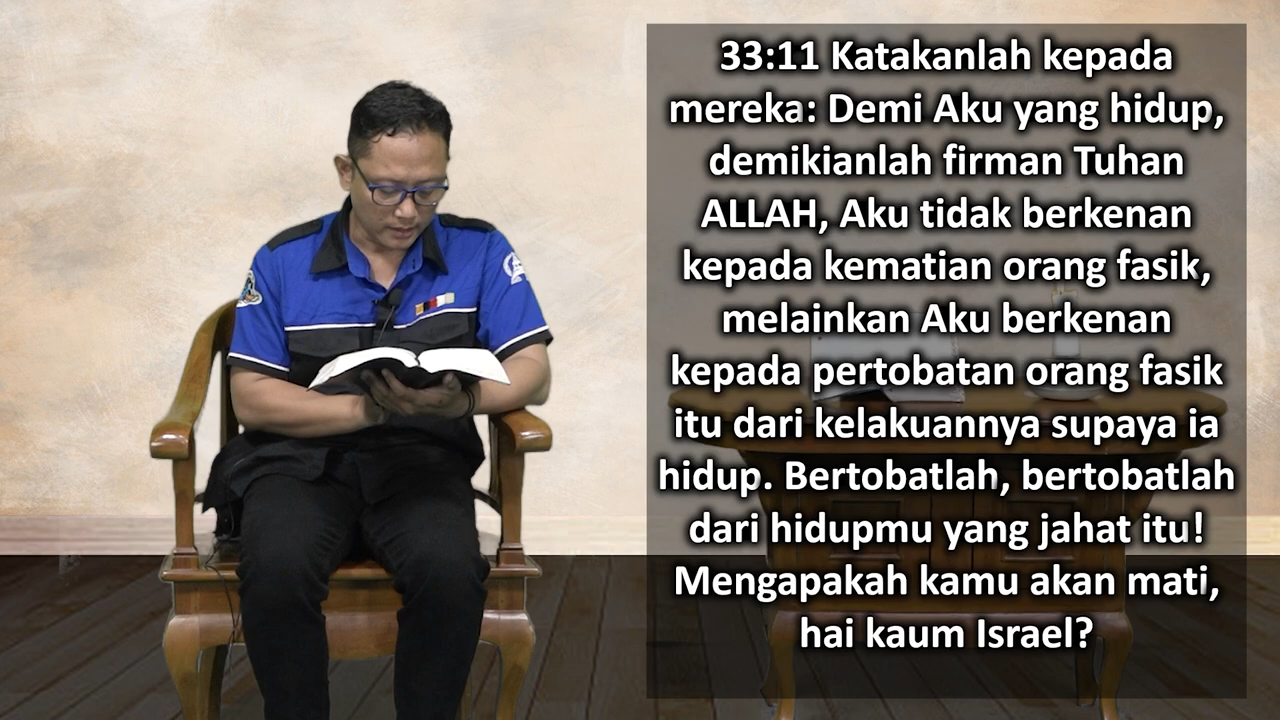 33:11 Katakanlah kepada
mereka: Demi Aku yang hidup,
demikianlah firman Tuhan
ALLAH, Aku tidak berkenan
kepada kematian orang fasik,
melainkan Aku berkenan
kepada pertobatan orang fasik
itu dari kelakuannya supaya ia
hidup. Bertobatlah, bertobatlah
dari hidupmu yang jahat itu!
Mengapakah kamu akan mati,
hai kaum Israel?